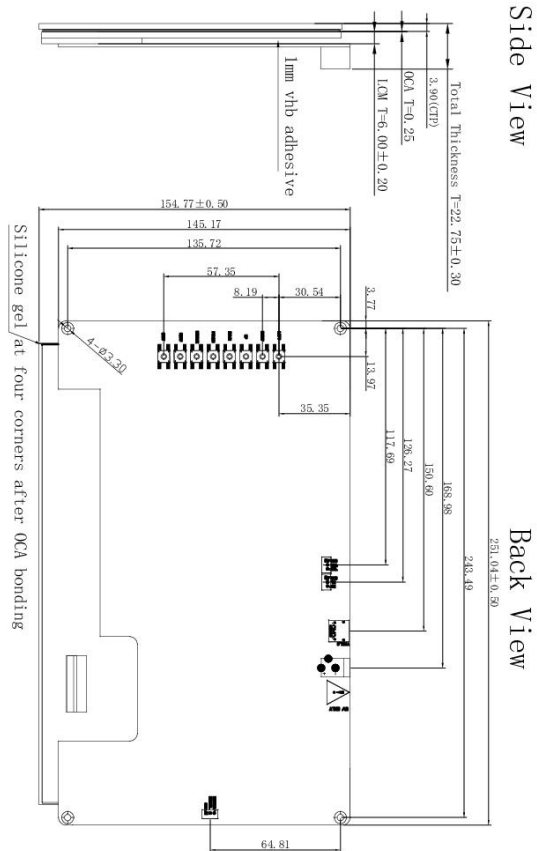 Side View
Total Thickness T=22.75±0.30
3.90(CTP)
OCA T=0.25
LCM T=6.00±0.20
1mm vhb adhesive
Back View
251.04±0.50
243.49
168.98
150.60
126.27
117.69
3.77
13.97
154.77±0.50
145.17
135.72
57.35
30.54
8.19
35.35
4-Ø3.30
64.81
Silicone gel at four corners after OCA bonding